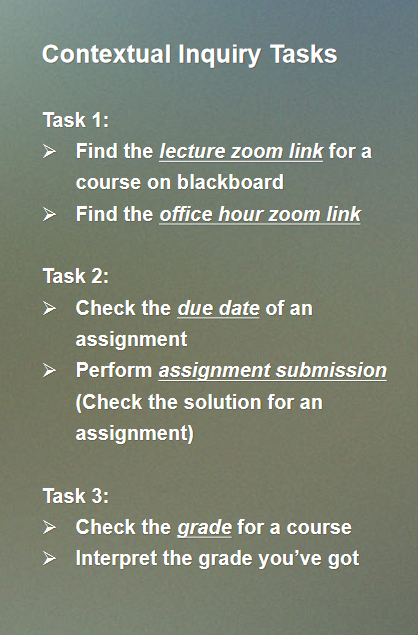 Contextual Inquiry Tasks
Task 1:
➢ Find the lecture zoom link for a
course on blackboard
➢ Find the office hour zoom link
Task 2:
➢ Check the due date of an
assignment
➢ Perform assignment submission
(Check the solution for an
assignment)
Task 3:
➢ Check the grade for a course
➢ Interpret the grade you’ve got